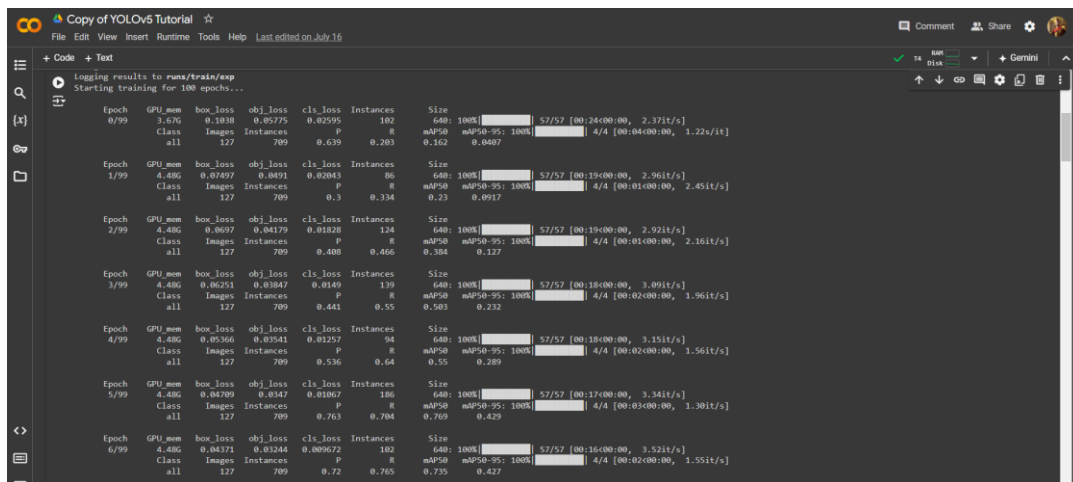 Copy of YOLOv5 Tutorial
Comment Share
File Edit View Insert Runtime Tools Help Last edited on July 16
+ Code + Text
T4 RAM Disk Gemini
Logging results to runs/train/exp
Starting training for 100 epochs...
Epoch GPU_mem box_loss obj_loss cls_loss Instances Size
0/99 3.67G 0.1038 0.05775 0.02595 102 640: 100% 57/57 [00:24<00:00, 2.37it/s]
Class Images Instances P R mAP50 mAP50-95: 100% 4/4 [00:04<00:00, 1.22s/it]
all 127 709 0.639 0.203 0.162 0.0407
Epoch GPU_mem box_loss obj_loss cls_loss Instances Size
1/99 4.48G 0.07497 0.0491 0.02043 86 640: 100% 57/57 [00:19<00:00, 2.96it/s]
Class Images Instances P R mAP50 mAP50-95: 100% 4/4 [00:01<00:00, 2.45it/s]
all 127 709 0.3 0.334 0.23 0.0917
Epoch GPU_mem box_loss obj_loss cls_loss Instances Size
2/99 4.48G 0.0697 0.04179 0.01828 124 640: 100% 57/57 [00:19<00:00, 2.92it/s]
Class Images Instances P R mAP50 mAP50-95: 100% 4/4 [00:01<00:00, 2.16it/s]
all 127 709 0.408 0.466 0.384 0.127
Epoch GPU_mem box_loss obj_loss cls_loss Instances Size
3/99 4.48G 0.06251 0.03847 0.0149 139 640: 100% 57/57 [00:18<00:00, 3.09it/s]
Class Images Instances P R mAP50 mAP50-95: 100% 4/4 [00:02<00:00, 1.96it/s]
all 127 709 0.441 0.55 0.503 0.232
Epoch GPU_mem box_loss obj_loss cls_loss Instances Size
4/99 4.48G 0.05366 0.03541 0.01257 94 640: 100% 57/57 [00:18<00:00, 3.15it/s]
Class Images Instances P R mAP50 mAP50-95: 100% 4/4 [00:02<00:00, 1.56it/s]
all 127 709 0.536 0.64 0.55 0.289
Epoch GPU_mem box_loss obj_loss cls_loss Instances Size
5/99 4.48G 0.04709 0.0347 0.01067 186 640: 100% 57/57 [00:17<00:00, 3.34it/s]
Class Images Instances P R mAP50 mAP50-95: 100% 4/4 [00:03<00:00, 1.30it/s]
all 127 709 0.763 0.704 0.769 0.429
Epoch GPU_mem box_loss obj_loss cls_loss Instances Size
6/99 4.48G 0.04371 0.03244 0.009672 102 640: 100% 57/57 [00:16<00:00, 3.52it/s]
Class Images Instances P R mAP50 mAP50-95: 100% 4/4 [00:02<00:00, 1.55it/s]
all 127 709 0.72 0.765 0.735 0.427